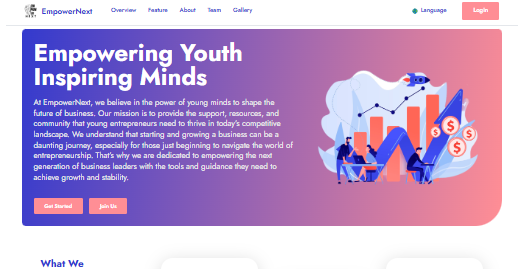 EmpowerNext
Overview
Feature
About
Team
Gallery
Language
Login
Empowering Youth
Inspiring Minds
At EmpowerNext, we believe in the power of young minds to shape the
future of business. Our mission is to provide the support, resources, and
community that young entrepreneurs need to thrive in today's competitive
landscape. We understand that starting and growing a business can be a
daunting journey, especially for those just beginning to navigate the world of
entrepreneurship. That's why we are dedicated to empowering the next
generation of business leaders with the tools and guidance they need to
achieve growth and stability.
Get Started
Join Us
$
$
$
$
What We